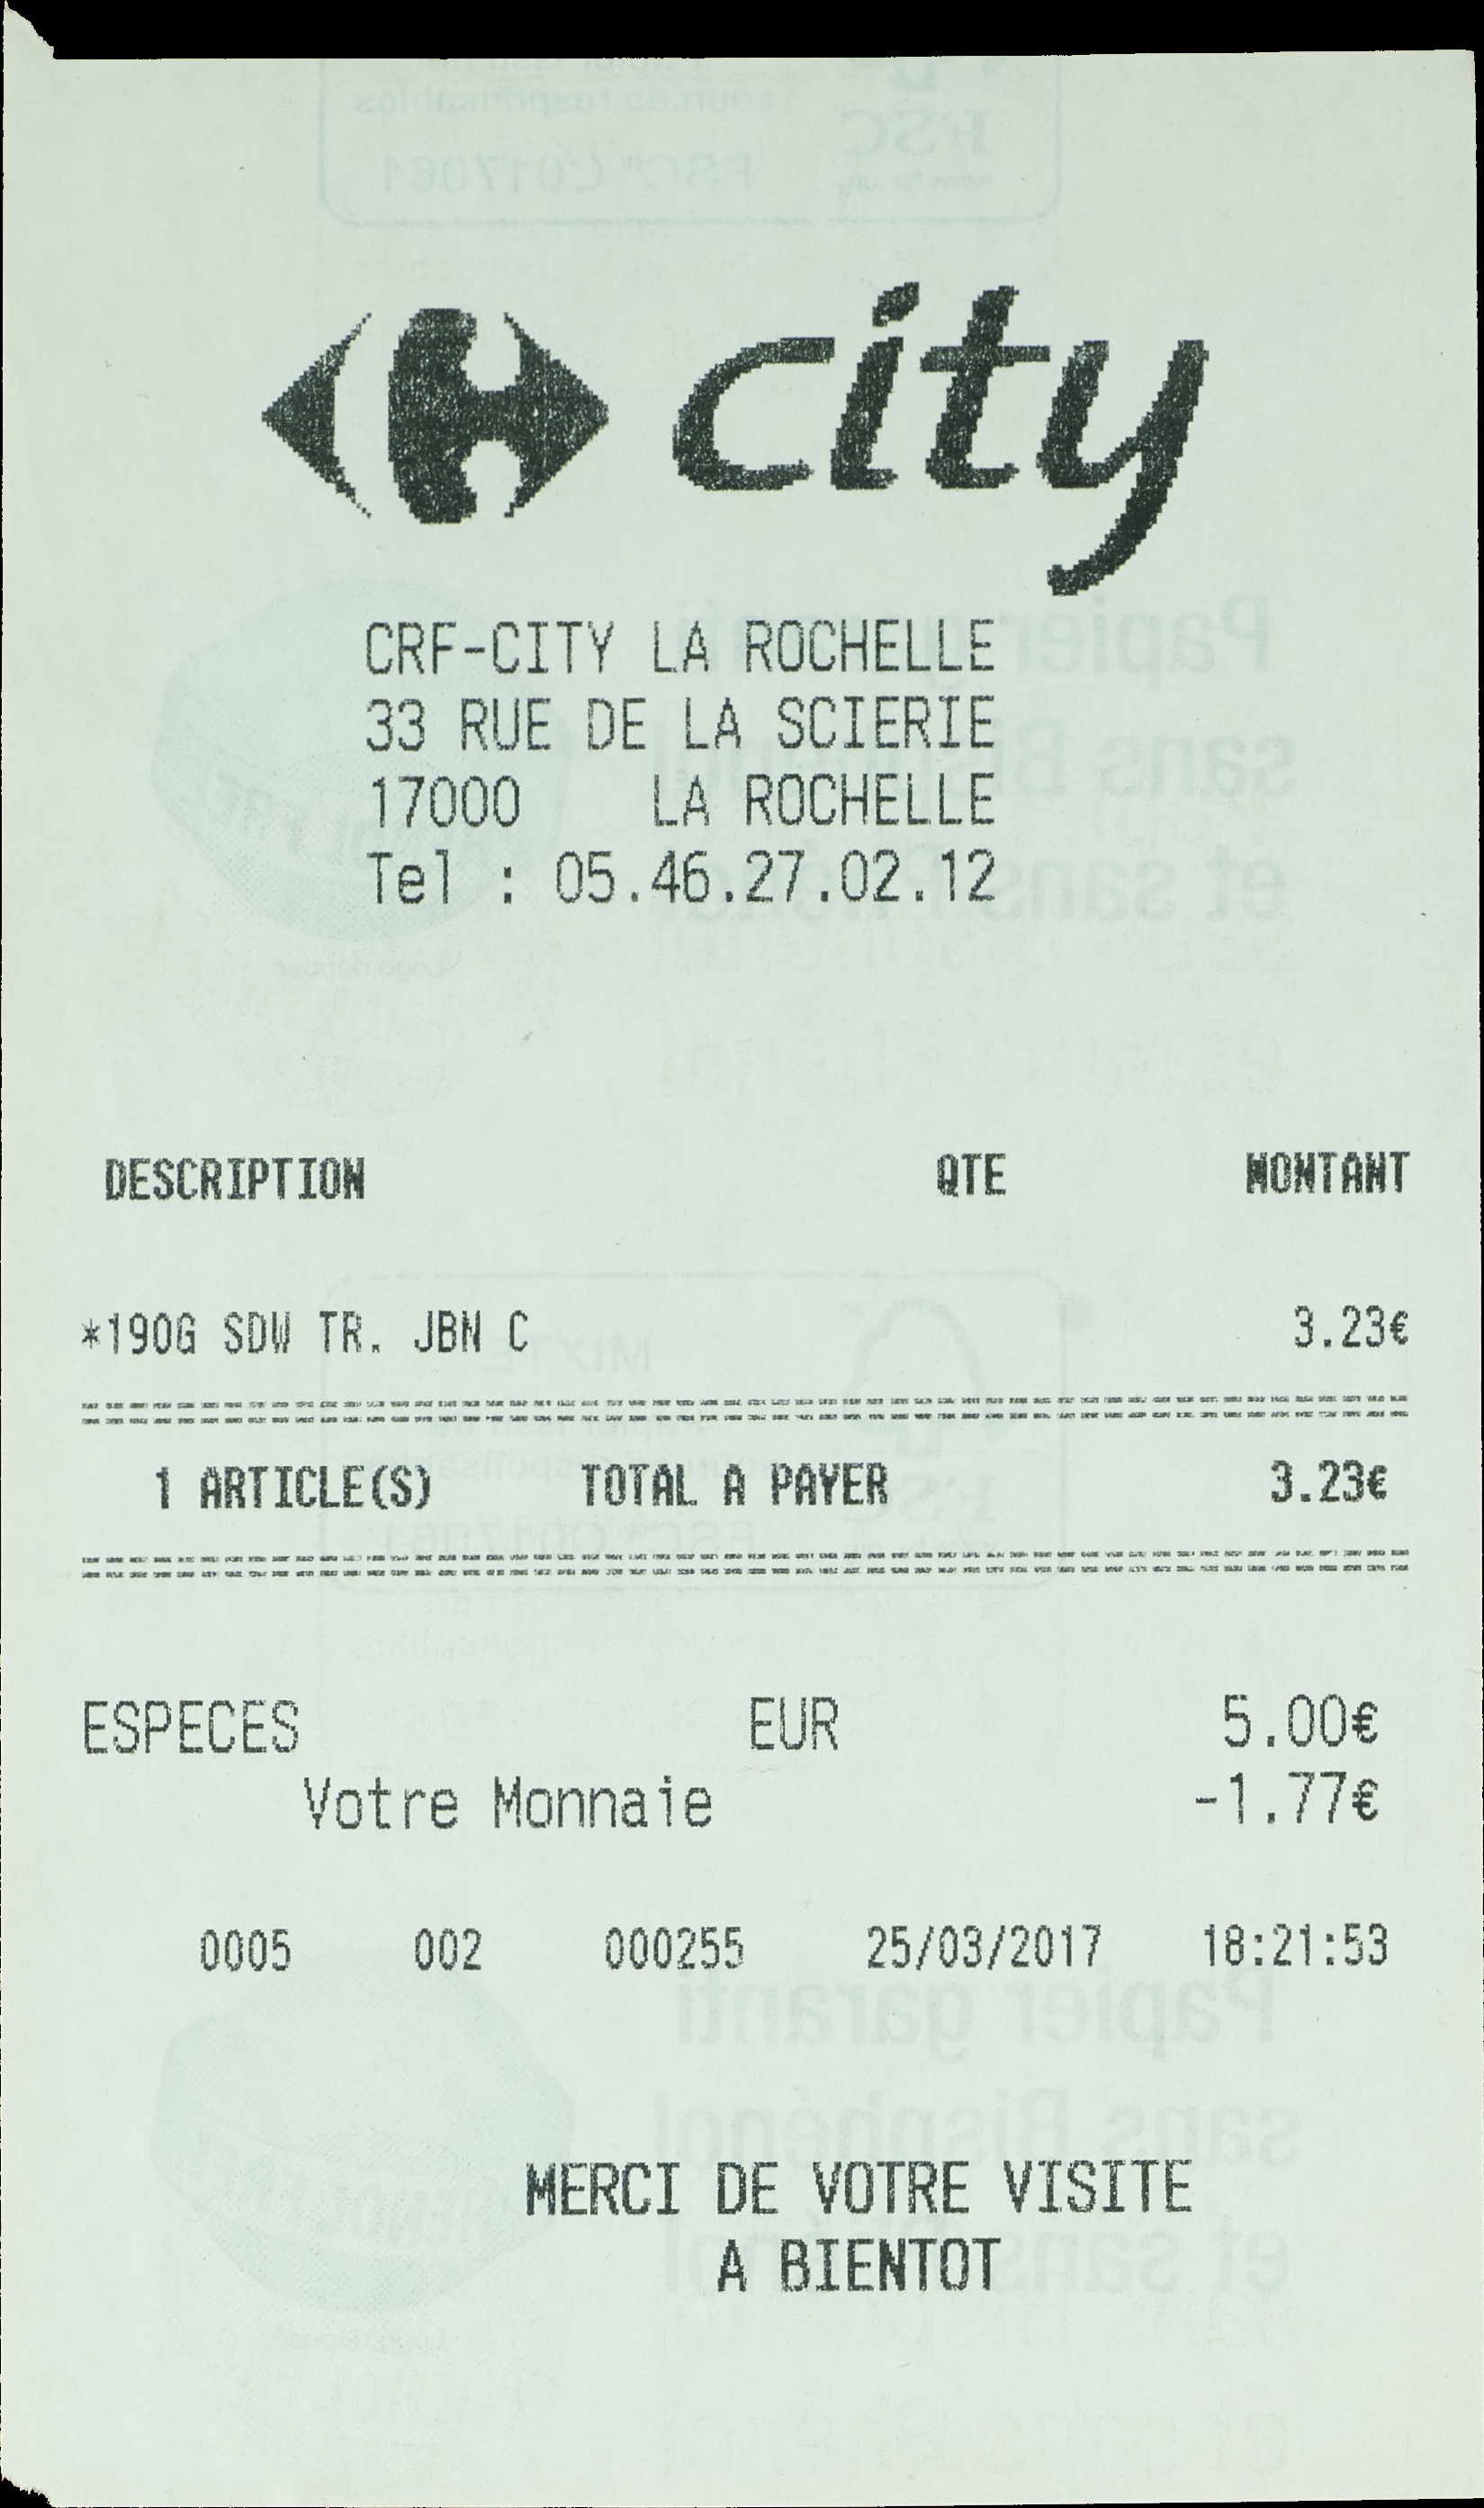 city
CRF-CITY LA ROCHELLE
33 RUE DE LA SCIERIE
17000 LA ROCHELLE
Tel : 05.46.27.02.12
DESCRIPTION QTE MONTANT
*190G SDW TR. JBN C 3.23€
1 ARTICLE(S) TOTAL A PAYER 3.23€
ESPECES EUR 5.00€
Votre Monnaie -1.77€
0005 002 000255 25/03/2017 18:21:53
MERCI DE VOTRE VISITE
A BIENTOT